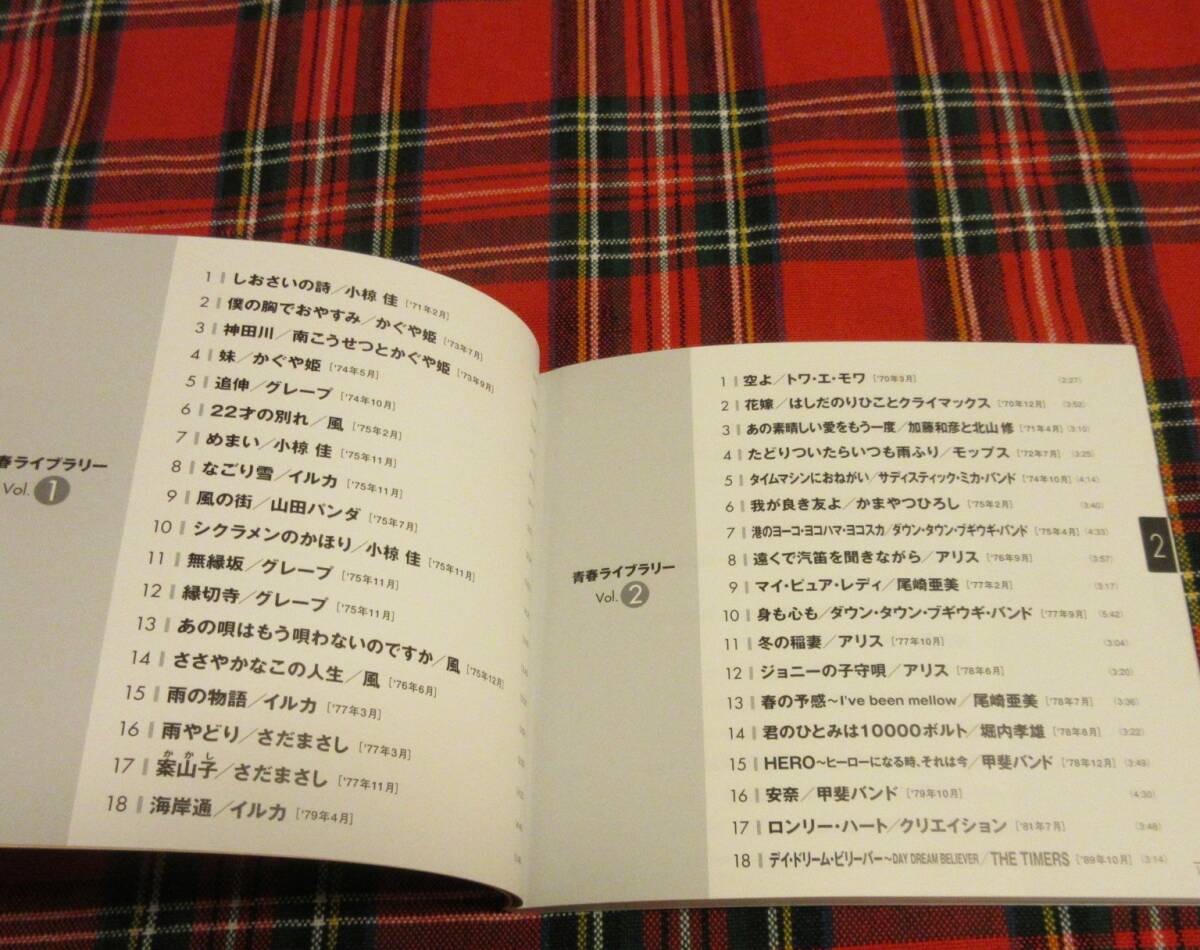 春ライブラリー
Vol. 1
1 しおさいの詩/小椋 佳 ['71年2月]
2 僕の胸でおやすみ/かぐや姫 ['73年7月]
3 神田川/南こうせつとかぐや姫 ['73年9月]
4 妹/かぐや姫 ['74年5月]
5 追伸/グレープ ['74年10月]
6 22才の別れ/風 ['75年2月]
7 めまい/小椋 佳 ['75年11月]
8 なごり雪/イルカ ['75年11月]
9 風の街/山田パンダ ['75年7月]
10 シクラメンのかほり/小椋 佳 ['75年11月]
11 無縁坂/グレープ ['75年11月]
12 縁切寺/グレープ ['75年11月]
13 あの唄はもう唄わないのですか/風 ['75年12月]
14 ささやかなこの人生/風 ['76年6月]
15 雨の物語/イルカ ['77年3月]
16 雨やどり/さだまさし ['77年3月]
かかし
17 案山子/さだまさし ['77年11月]
18 海岸通/イルカ ['79年4月]
青春ライブラリー
Vol. 2
1 空よ/トワ・エ・モワ ['70年3月] (2:27)
2 花嫁/はしだのりひことクライマックス ['70年12月] (3:52)
3 あの素晴しい愛をもう一度/加藤和彦と北山 修 ['71年4月] (3:10)
4 たどりついたらいつも雨ふり/モップス ['72年7月] (3:25)
5 タイムマシンにおねがい/サディスティック・ミカ・バンド ['74年10月] (4:14)
6 我が良き友よ/かまやつひろし ['75年2月] (3:40)
7 港のヨーコ・ヨコハマ・ヨコスカ/ダウン・タウン・ブギウギ・バンド ['75年4月] (4:33)
8 遠くで汽笛を聞きながら/アリス ['76年9月] (3:57)
9 マイ・ピュア・レディ/尾崎亜美 ['77年2月] (3:17)
10 身も心も/ダウン・タウン・ブギウギ・バンド ['77年9月] (5:42)
11 冬の稲妻/アリス ['77年10月] (3:04)
12 ジョニーの子守唄/アリス ['78年6月] (3:20)
13 春の予感〜I've been mellow/尾崎亜美 ['78年7月] (3:36)
14 君のひとみは10000ボルト/堀内孝雄 ['78年8月] (3:22)
15 HERO〜ヒーローになる時、それは今/甲斐バンド ['78年12月] (3:49)
16 安奈/甲斐バンド ['79年10月] (4:30)
17 ロンリー・ハート/クリエイション ['81年7月] (3:48)
18 デイ・ドリーム・ビリーバー〜DAY DREAM BELIEVER/THE TIMERS ['89年10月] (3:14)
2